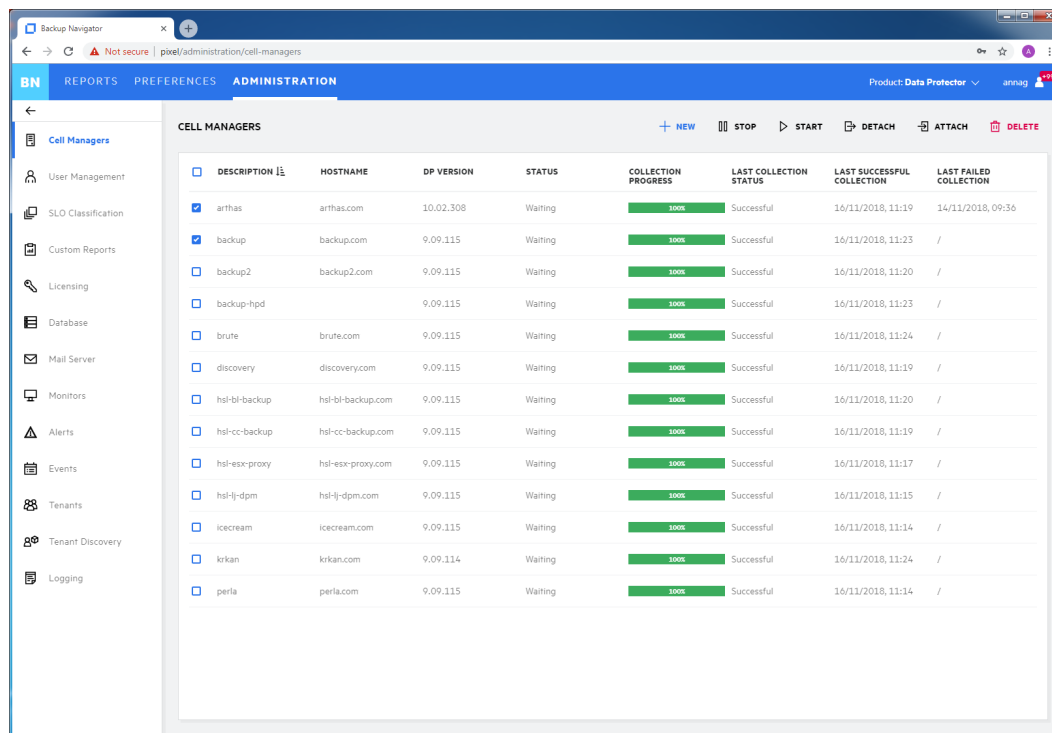 Backup Navigator
Not secure | pixel/administration/cell-managers
A
BN REPORTS PREFERENCES ADMINISTRATION Product: Data Protector annag +99
CELL MANAGERS NEW STOP START DETACH ATTACH DELETE
Cell Managers
User Management
SLO Classification
Custom Reports
Licensing
Database
Mail Server
Monitors
Alerts
Events
Tenants
Tenant Discovery
Logging
DESCRIPTION HOSTNAME DP VERSION STATUS COLLECTION PROGRESS LAST COLLECTION STATUS LAST SUCCESSFUL COLLECTION LAST FAILED COLLECTION
arthas arthas.com 10.02.308 Waiting 100% Successful 16/11/2018, 11:19 14/11/2018, 09:36
backup backup.com 9.09.115 Waiting 100% Successful 16/11/2018, 11:23 /
backup2 backup2.com 9.09.115 Waiting 100% Successful 16/11/2018, 11:20 /
backup-hpd 9.09.115 Waiting 100% Successful 16/11/2018, 11:23 /
brute brute.com 9.09.115 Waiting 100% Successful 16/11/2018, 11:24 /
discovery discovery.com 9.09.115 Waiting 100% Successful 16/11/2018, 11:19 /
hsl-bl-backup hsl-bl-backup.com 9.09.115 Waiting 100% Successful 16/11/2018, 11:20 /
hsl-cc-backup hsl-cc-backup.com 9.09.115 Waiting 100% Successful 16/11/2018, 11:19 /
hsl-esx-proxy hsl-esx-proxy.com 9.09.115 Waiting 100% Successful 16/11/2018, 11:17 /
hsl-lj-dpm hsl-lj-dpm.com 9.09.115 Waiting 100% Successful 16/11/2018, 11:15 /
icecream icecream.com 9.09.115 Waiting 100% Successful 16/11/2018, 11:14 /
krkan krkan.com 9.09.114 Waiting 100% Successful 16/11/2018, 11:24 /
perla perla.com 9.09.115 Waiting 100% Successful 16/11/2018, 11:14 /